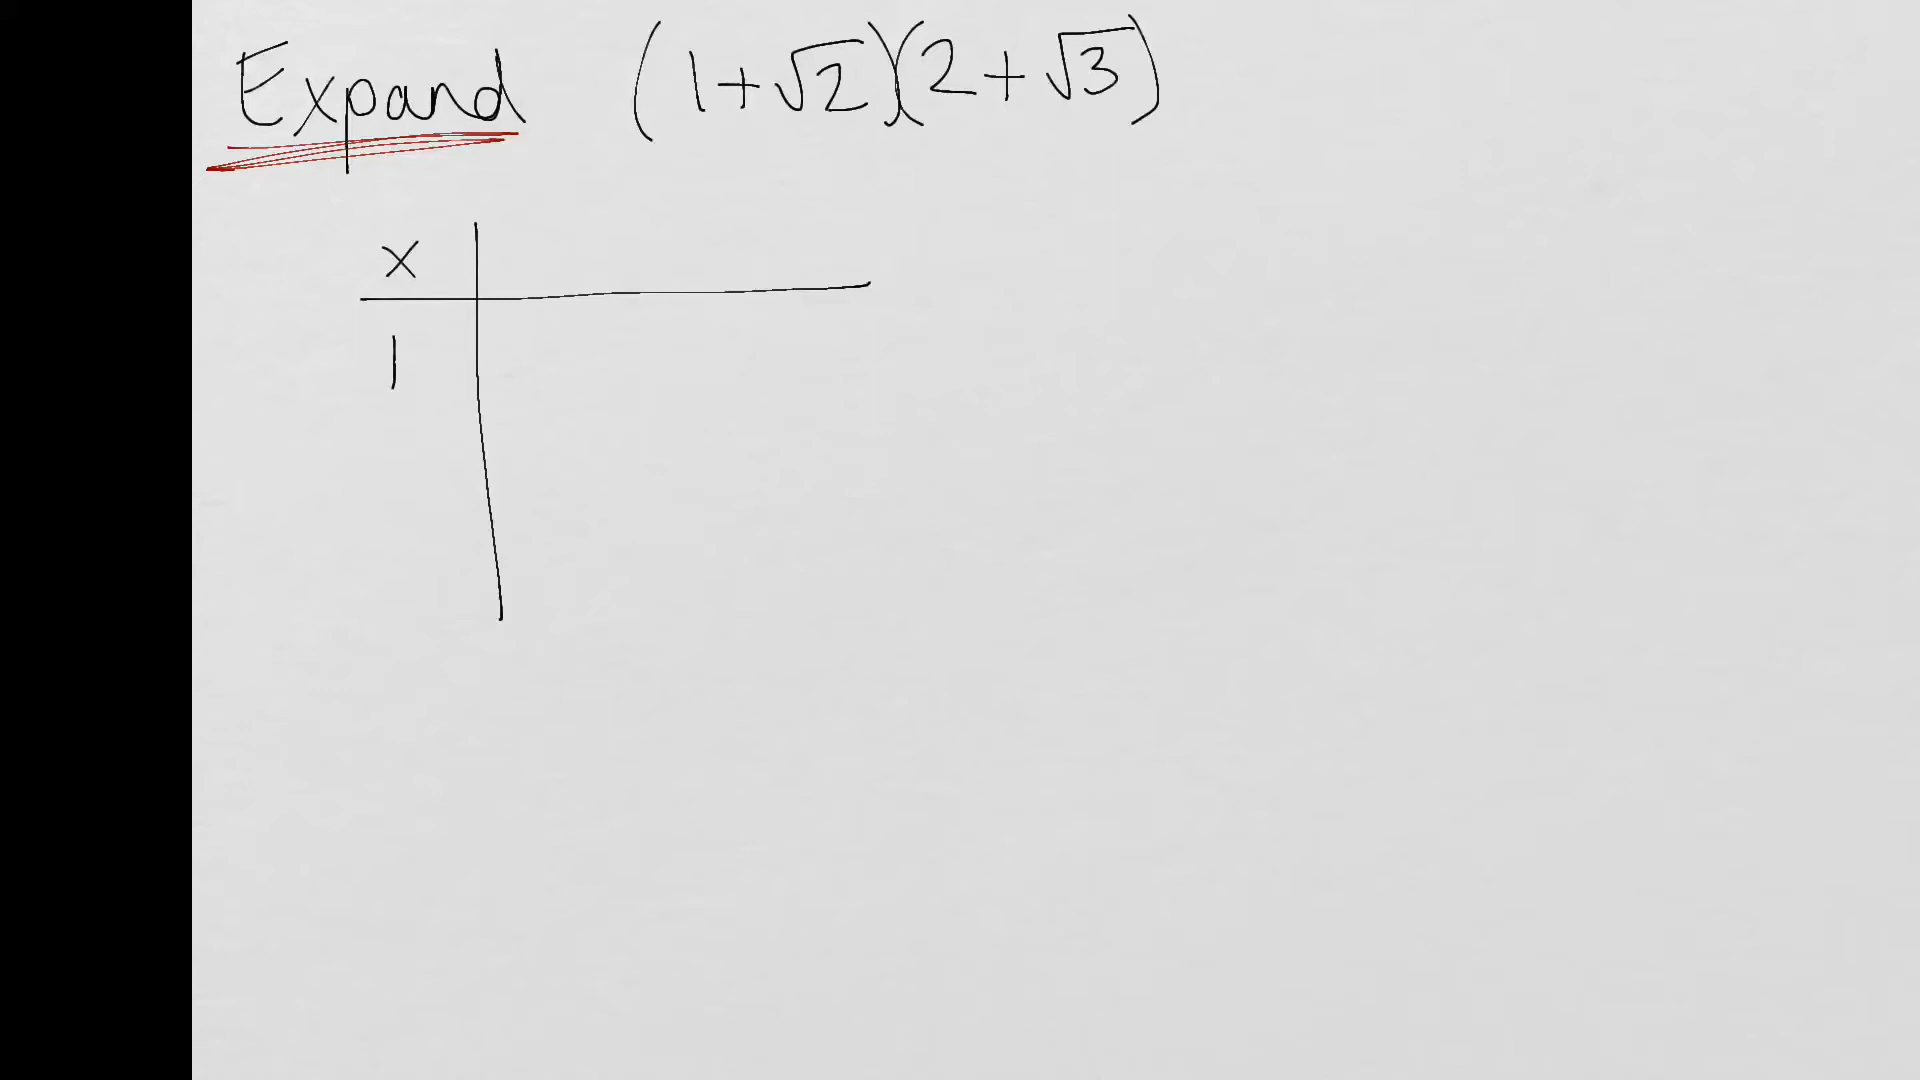 Expand (1+√2)(2+√3)
×
1